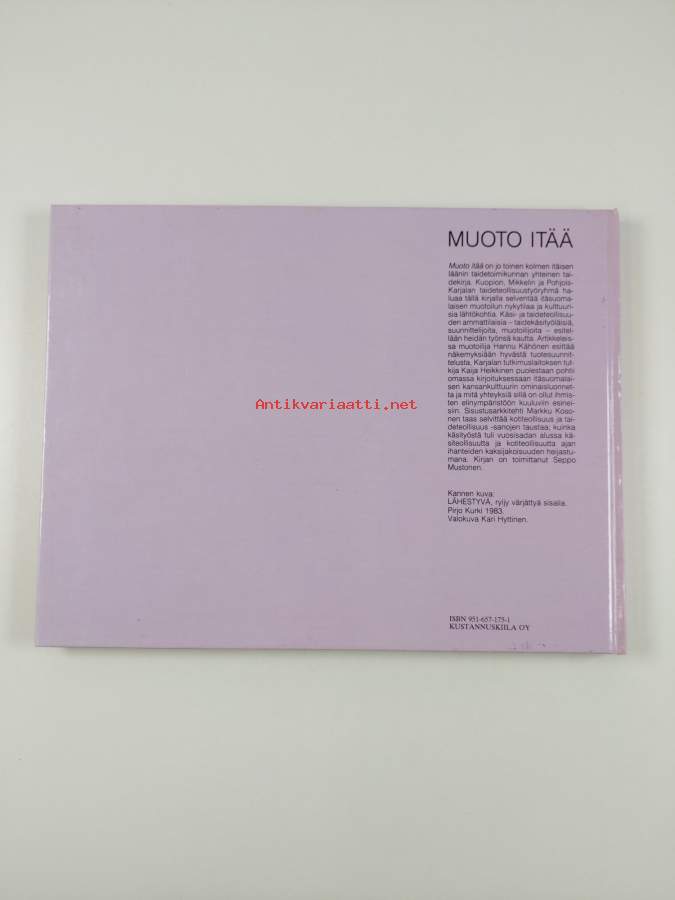 MUOTO ITÄÄ
Muoto itää on jo toinen kolmen itäisen
läänin taidetoimikunnan yhteinen tai-
dekirja. Kuopion, Mikkelin ja Pohjois-
Karjalan taideteollisuustyöryhmä ha-
luaa tällä kirjalla selventää itäsuoma-
laisen muotoilun nykytilaa ja kulttuuri-
sia lähtökohtia. Käsi- ja taideteollisuu-
den ammattilaisia – taidekäsityöläisiä,
suunnittelijoita, muotoilijoita – esitel-
lään heidän työnsä kautta. Artikkeleis-
sa muotoilija Hannu Kähönen esittää
näkemyksiään hyvästä tuotesuunnit-
telusta, Karjalan tutkimuslaitoksen tut-
kija Kaija Heikkinen puolestaan pohtii
omassa kirjoituksessaan itäsuomalai-
sen kansankulttuurin ominaisluonnet-
ta ja mitä yhteyksiä sillä on ollut ihmis-
ten elinympäristöön kuuluviin esinei-
siin. Sisustusarkkitehti Markku Koso-
nen taas selvittää kotiteollisuus ja tai-
deteollisuus -sanojen taustaa; kuinka
käsityöstä tuli vuosisadan alussa kä-
siteollisuutta ja kotiteollisuutta ajan
ihanteiden kaksijakoisuuden heijastu-
mana. Kirjan on toimittanut Seppo
Mustonen.
Kannen kuva:
LÄHESTYVÄ, ryijy värjättyä sisalia.
Pirjo Kurki 1983.
Valokuva Kari Hyttinen.
ISBN 951-657-175-1
KUSTANNUSKIILA OY
Antikvariaatti.net